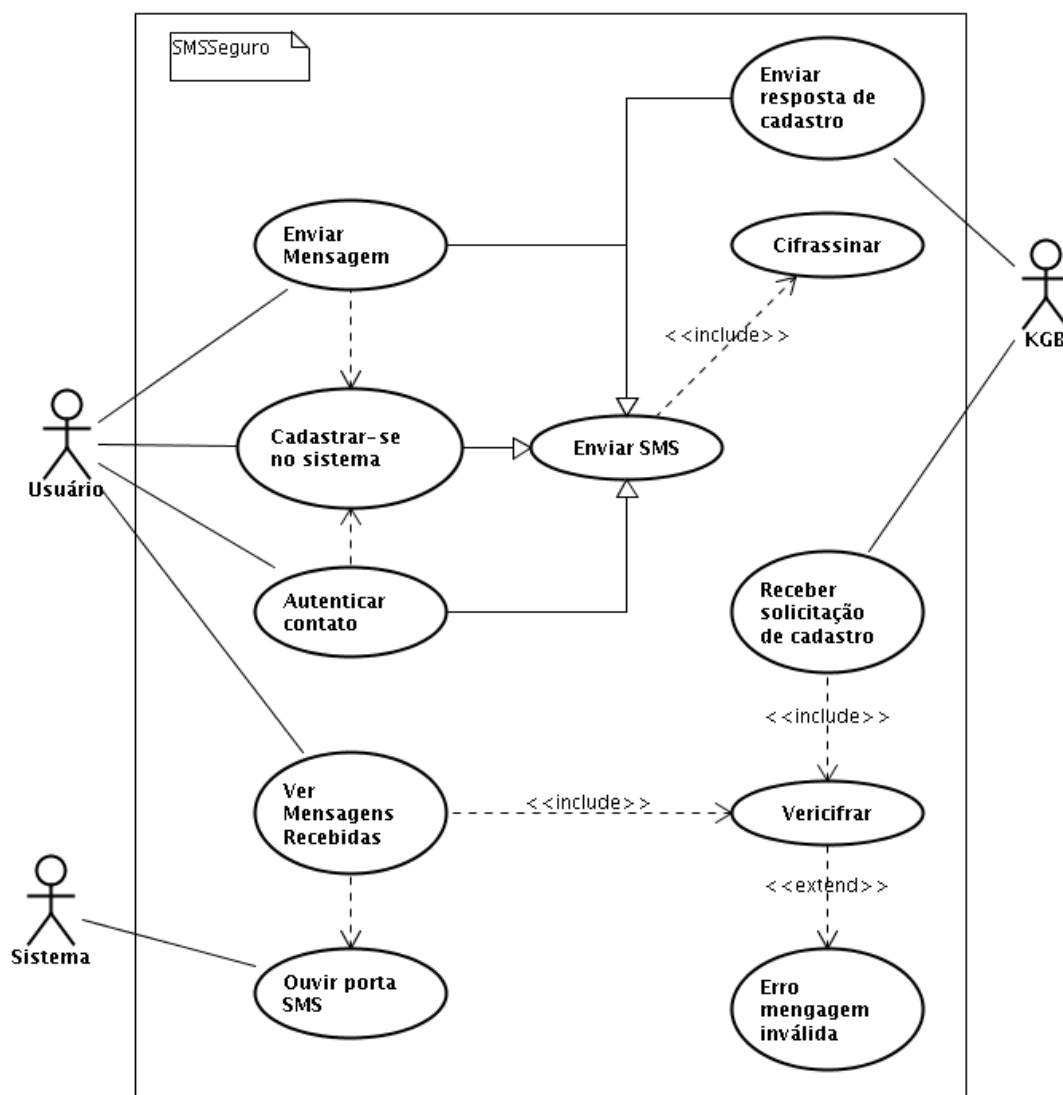 SMSSeguro
Enviar
resposta de
cadastro
Enviar
Mensagem
Cifrassinar
<<include>>
KGB
Cadastrar-se
no sistema
Enviar SMS
Usuário
Autenticar
contato
Receber
solicitação
de cadastro
<<include>>
Ver
Mensagens
Recebidas
<<include>>
Vericifrar
<<extend>>
Sistema
Ouvir porta
SMS
Erro
mengagem
inválida